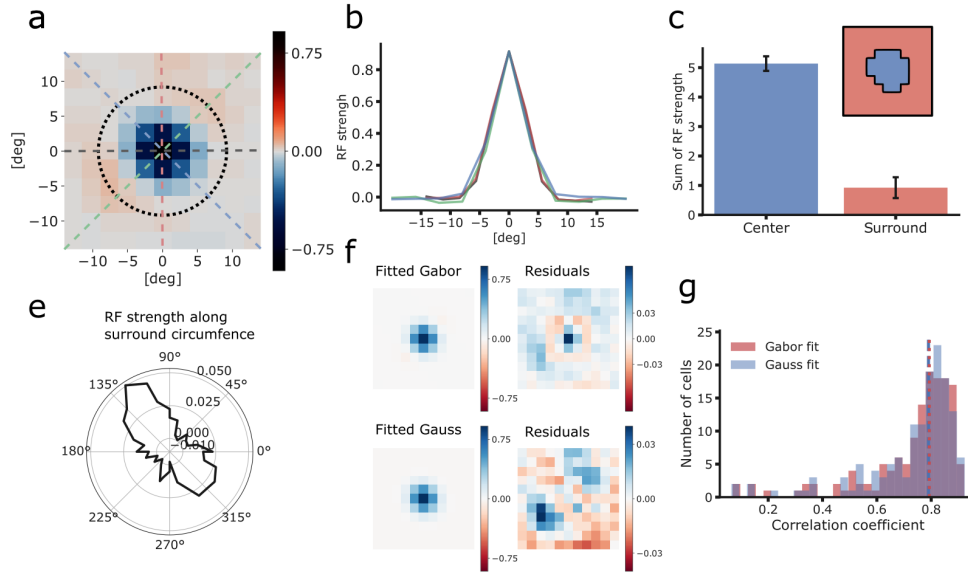 a
[deg]
10
5
0
−5
−10
−10
−5
0
5
10
[deg]
0.75
0.00
−0.75
b
RF strengh
0.8
0.6
0.4
0.2
0.0
−15
−10
−5
0
5
10
15
[deg]
c
Sum of RF strength
5
4
3
2
1
0
Center
Surround
e
RF strength along
surround circumfence
90°
135°
45°
180°
0°
225°
315°
270°
0.050
0.025
0.000
−0.010
f
Fitted Gabor
0.75
0.00
−0.75
Residuals
0.03
0.00
−0.03
Fitted Gauss
0.75
0.00
−0.75
Residuals
0.03
0.00
−0.03
g
Number of cells
25
20
15
10
5
0
Gabor fit
Gauss fit
0.2
0.4
0.6
0.8
Correlation coefficient